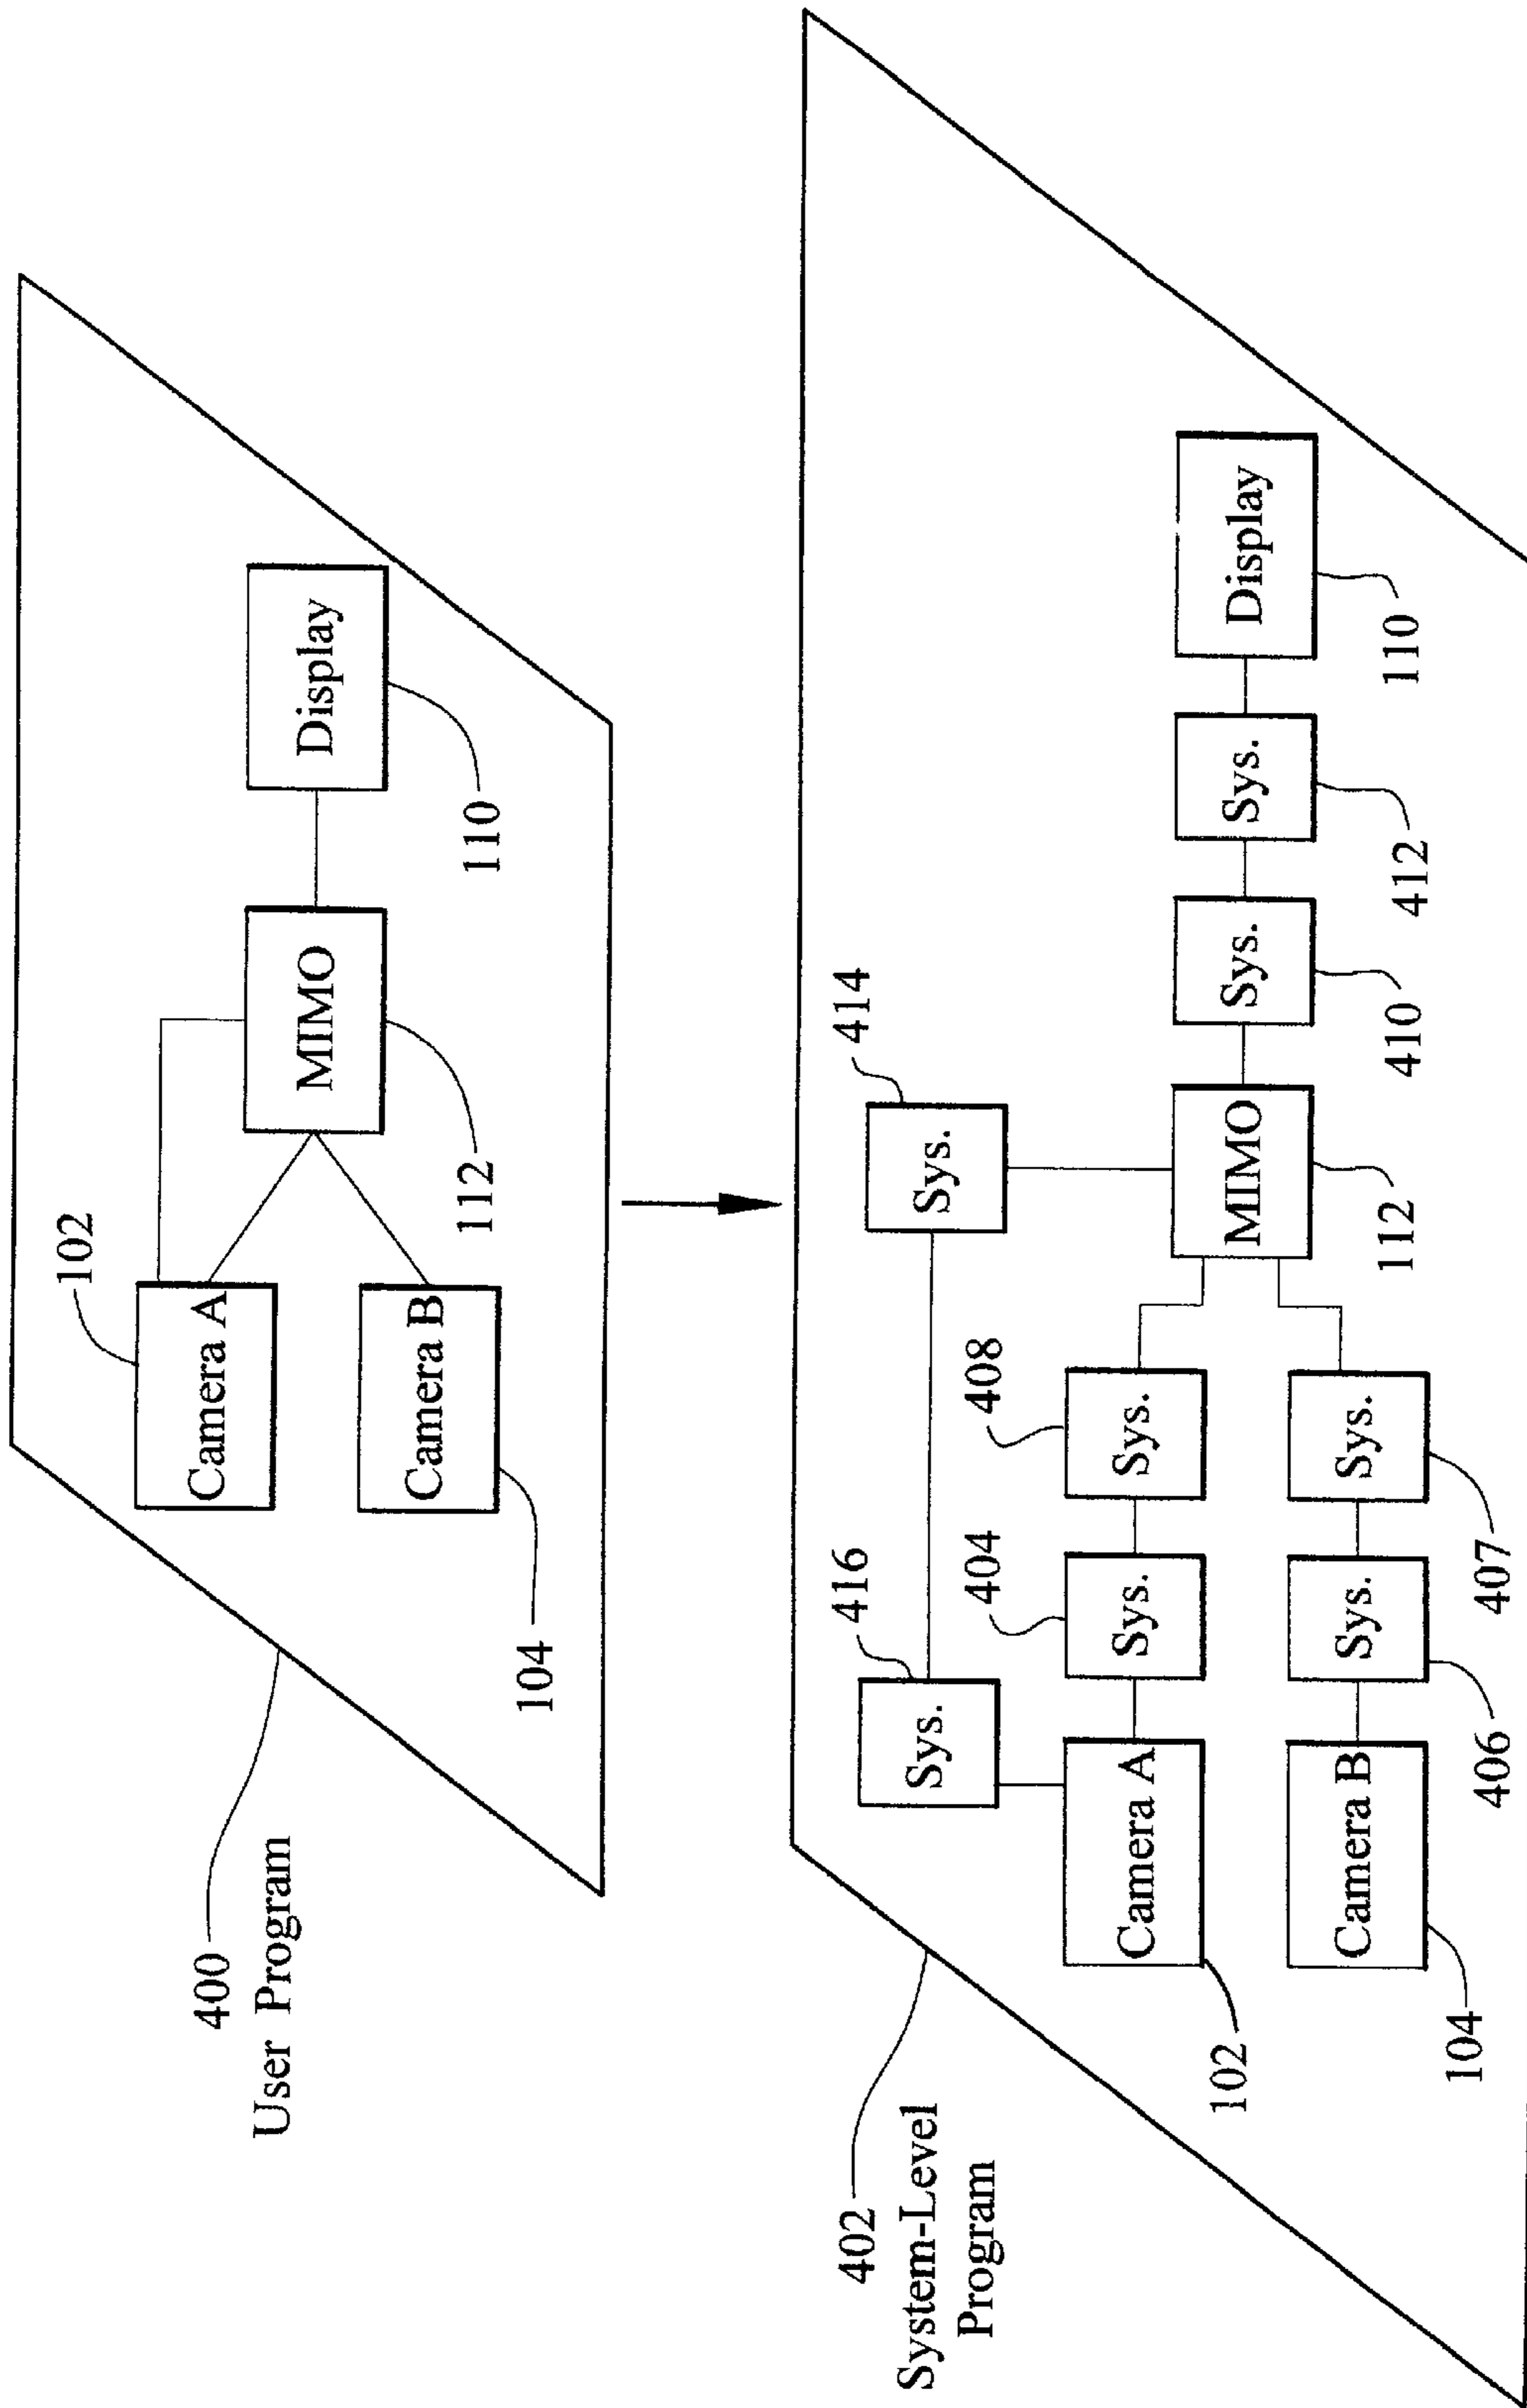 400
User Program
102
Camera A
Camera B
104
MIMO
112
Display
110
402
System-Level
Program
416
Sys.
414
Sys.
404
408
Camera A
Sys.
Sys.
102
Camera B
Sys.
Sys.
104
406
407
MIMO
112
Sys.
410
Sys.
412
Display
110